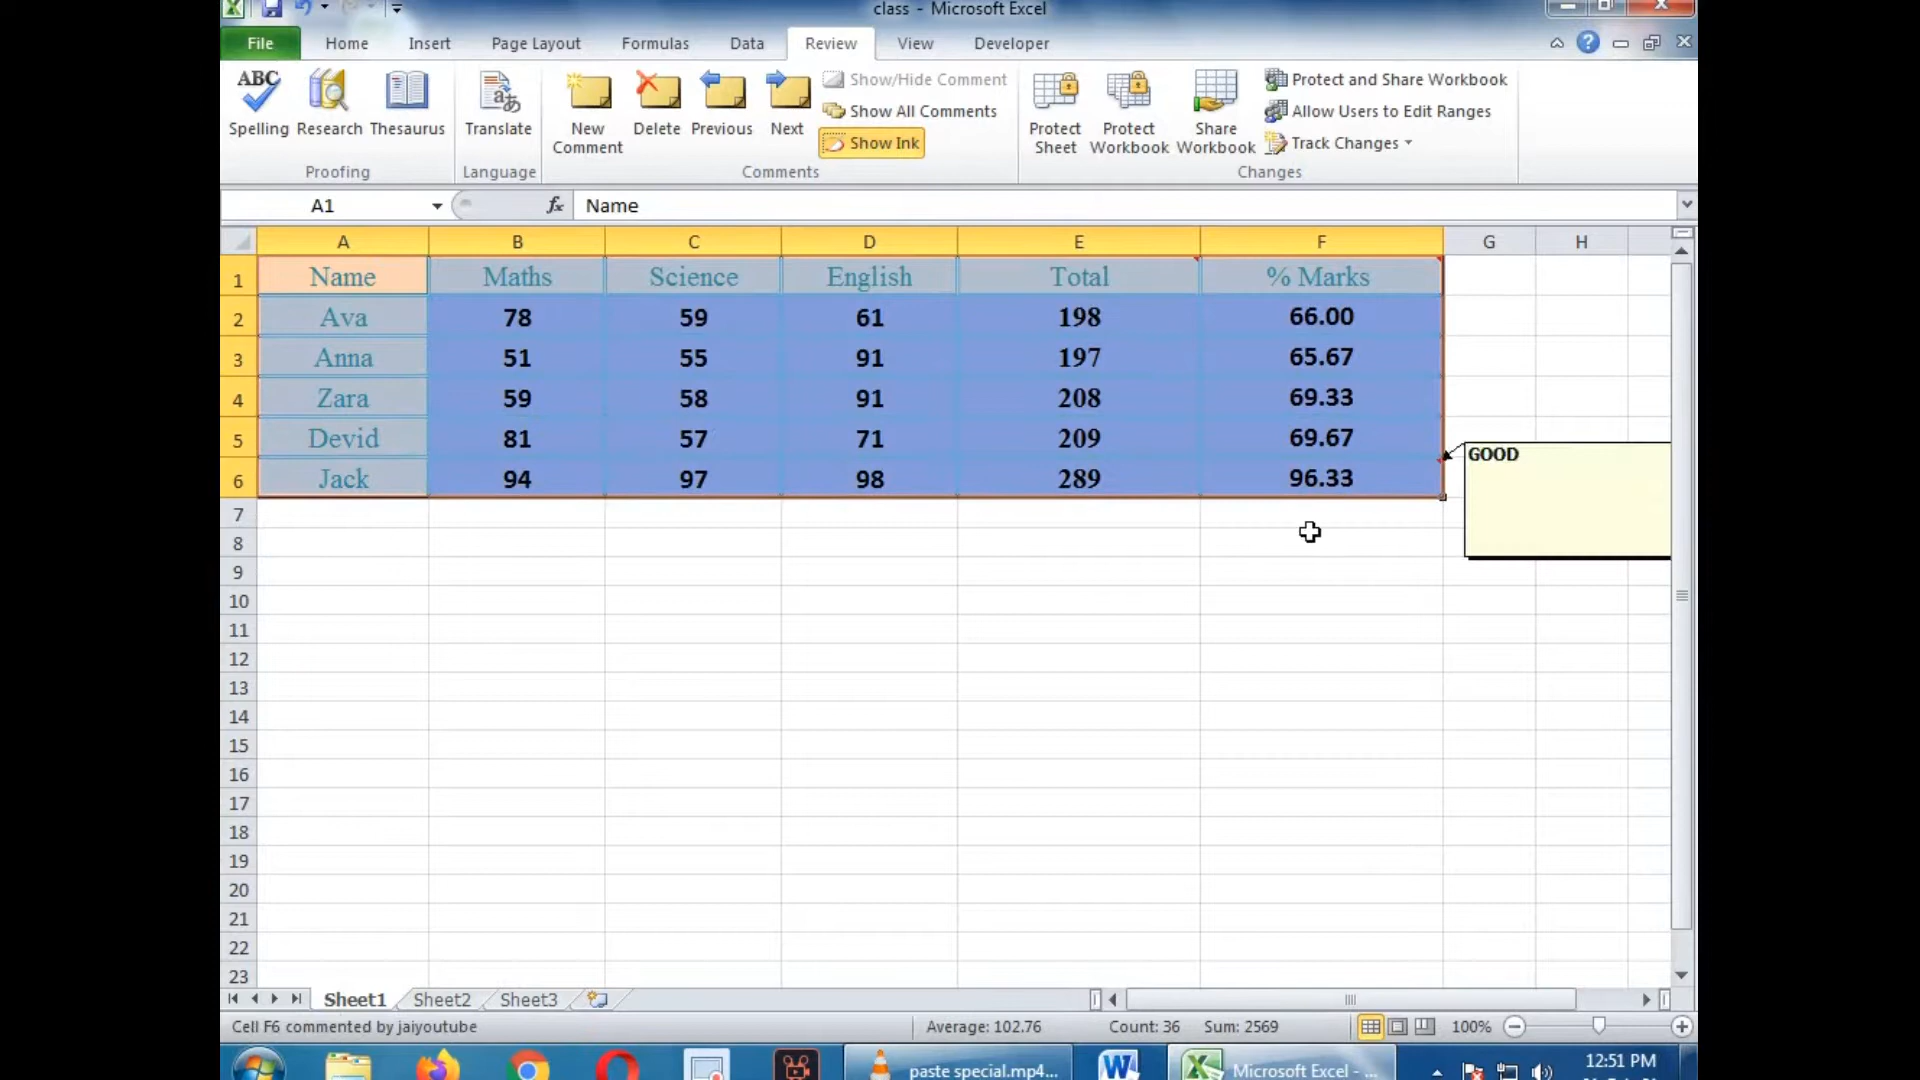 class - Microsoft Excel
File Home Insert Page Layout Formulas Data Review View Developer
ABC
Spelling Research Thesaurus
Proofing
Translate
Language
New Comment Delete Previous Next
Show/Hide Comment
Show All Comments
Show Ink
Comments
Protect Sheet Protect Workbook Share Workbook
Protect and Share Workbook
Allow Users to Edit Ranges
Track Changes
Changes
A1 fx Name
A B C D E F G H
1 Name Maths Science English Total % Marks
2 Ava 78 59 61 198 66.00
3 Anna 51 55 91 197 65.67
4 Zara 59 58 91 208 69.33
5 Devid 81 57 71 209 69.67
GOOD
6 Jack 94 97 98 289 96.33
7
8
9
10
11
12
13
14
15
16
17
18
19
20
21
22
23
Sheet1 Sheet2 Sheet3
Cell F6 commented by jaiyoutube Average: 102.76 Count: 36 Sum: 2569 100%
paste special.mp4... Microsoft Excel - ... 12:51 PM